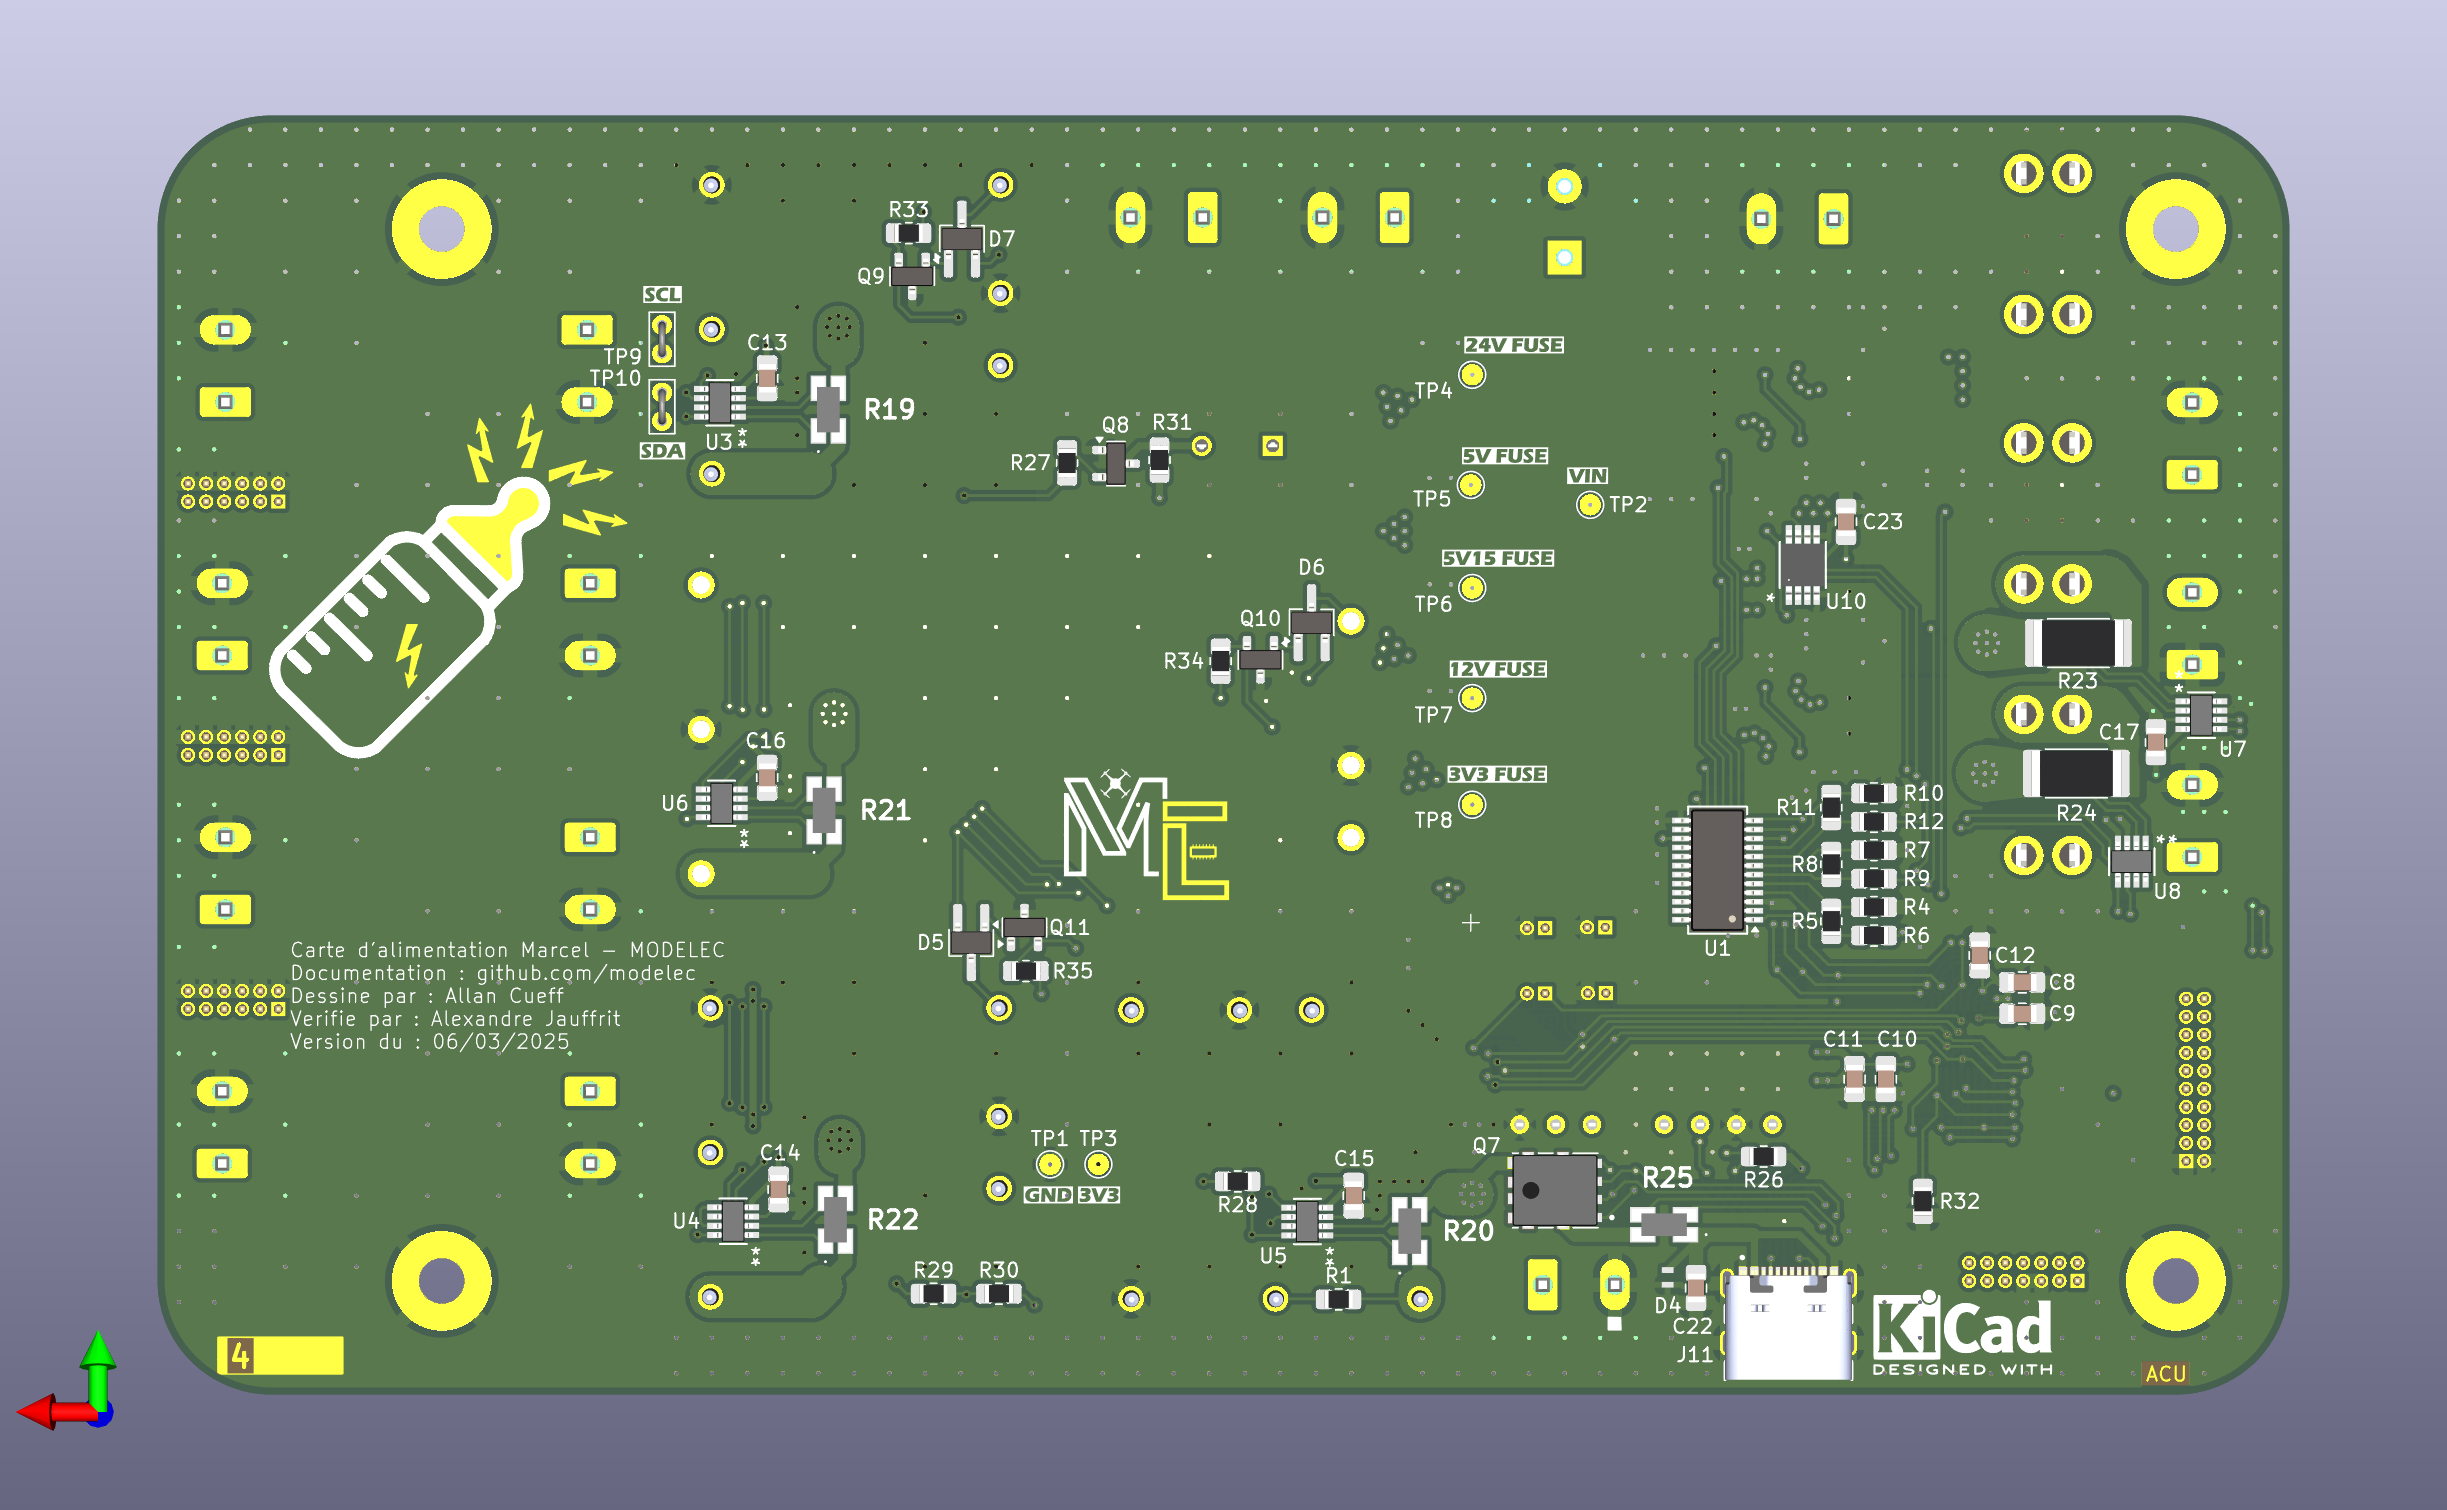 R33
D7
Q9
SCL
TP9
TP10
C13
R19
U3
**
SDA
24V FUSE
TP4
Q8
R31
R27
5V FUSE
TP5
VIN
TP2
C23
5V15 FUSE
TP6
U10
*
D6
Q10
R34
12V FUSE
TP7
R23
**
C17
U7
C16
U6
R21
**
3V3 FUSE
TP8
ME
R11
R10
R12
R24
R8
R7
R9
**
U8
R5
R4
R6
U1
D5
Q11
R35
Carte d'alimentation Marcel - MODELEC
Documentation : github.com/modelec
Dessine par : Allan Cueff
Verifie par : Alexandre Jauffrit
Version du : 06/03/2025
C12
C8
C9
C11
C10
TP1
TP3
GND
3V3
C14
U4
R22
**
C15
R28
U5
**
R20
Q7
R25
R26
R32
R29
R30
R1
D4
C22
J11
KiCad
DESIGNED WITH
4
ACU